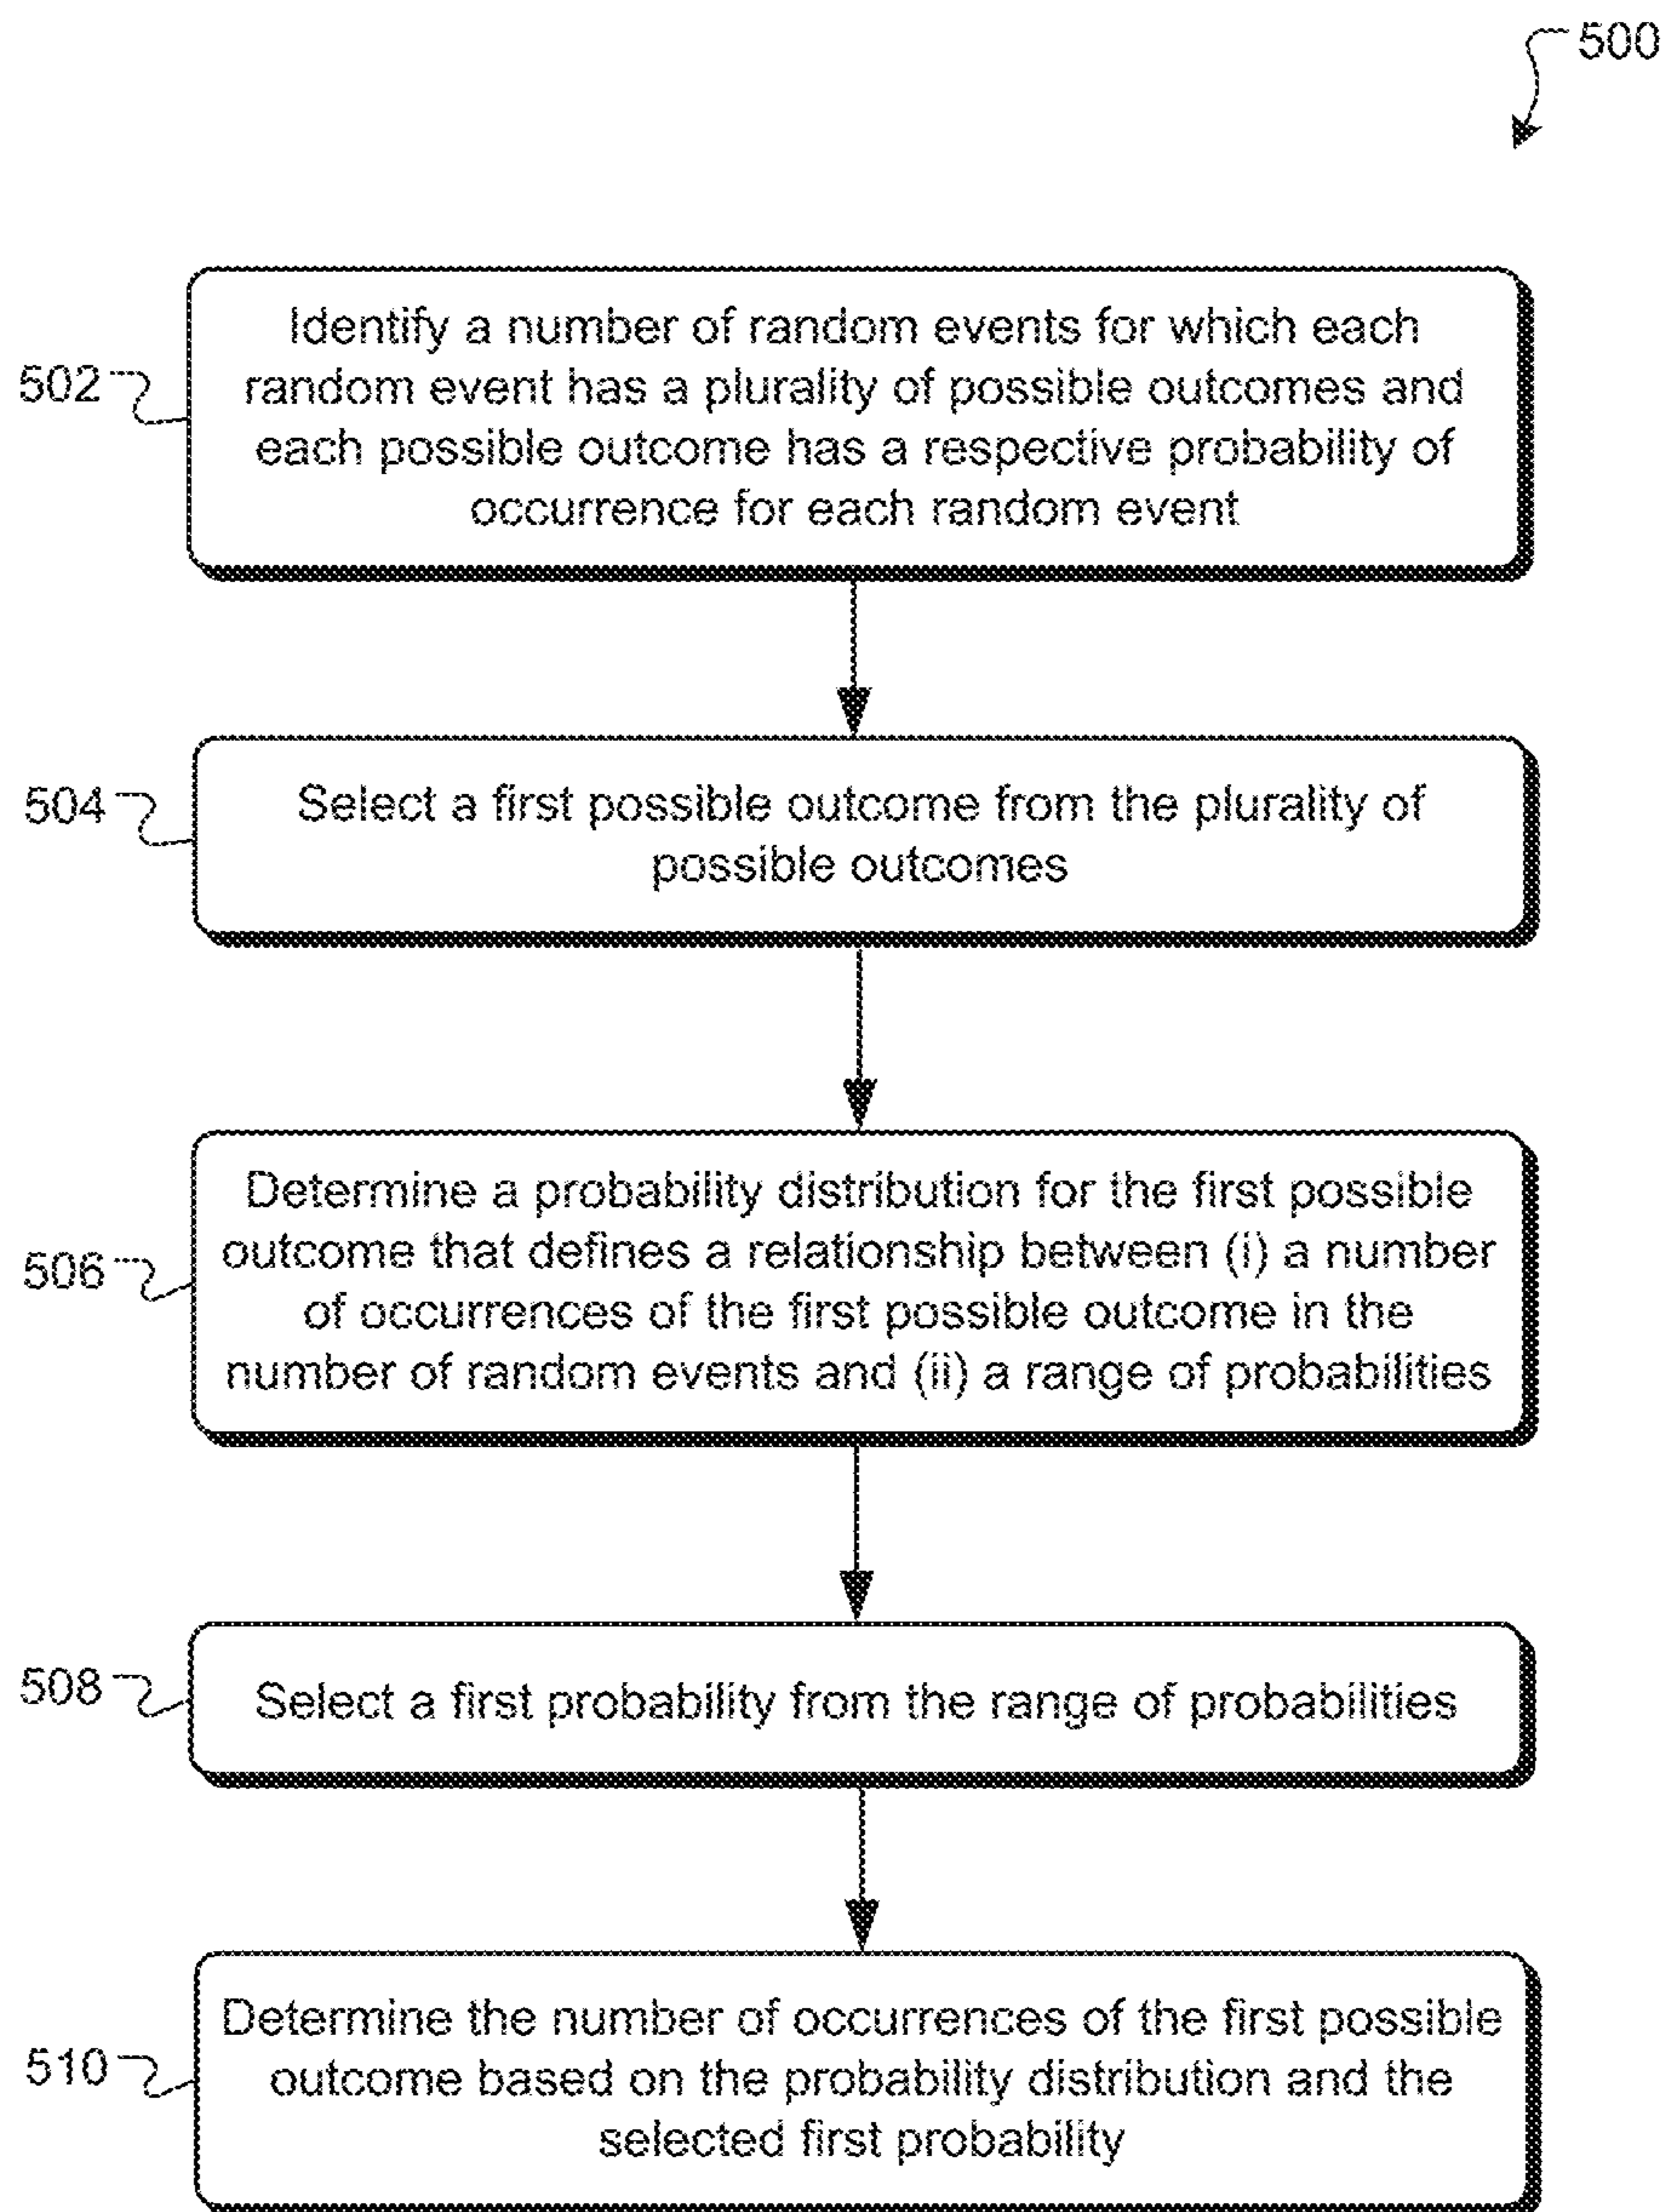 500
502
Identify a number of random events for which each
random event has a plurality of possible outcomes and
each possible outcome has a respective probability of
occurrence for each random event
504
Select a first possible outcome from the plurality of
possible outcomes
506
Determine a probability distribution for the first possible
outcome that defines a relationship between (i) a number
of occurrences of the first possible outcome in the
number of random events and (ii) a range of probabilities
508
Select a first probability from the range of probabilities
510
Determine the number of occurrences of the first possible
outcome based on the probability distribution and the
selected first probability